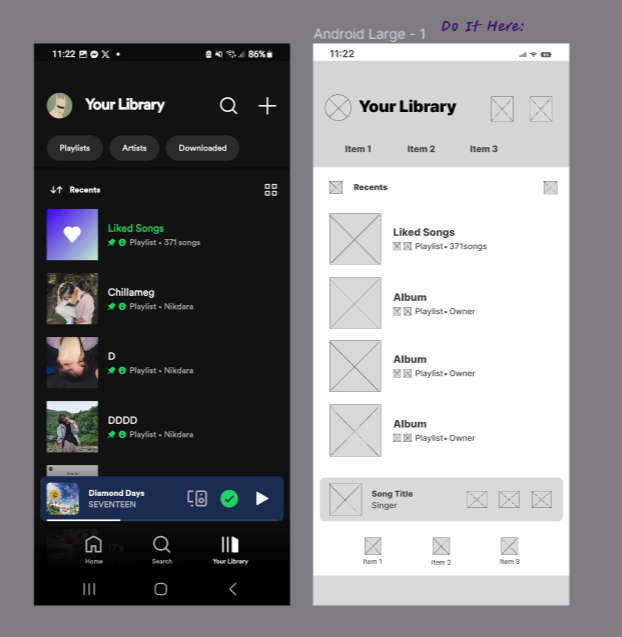 Do It Here:
Android Large - 1
11:22
86%
Your Library
Playlists
Artists
Downloaded
Recents
Liked Songs
Playlist • 371 songs
Chillameg
Playlist • Nikdara
D
Playlist • Nikdara
DDDD
Playlist • Nikdara
Diamond Days
SEVENTEEN
Home
Search
Your Library
11:22
Your Library
Item 1
Item 2
Item 3
Recents
Liked Songs
Playlist• 371songs
Album
Playlist• Owner
Album
Playlist• Owner
Album
Playlist• Owner
Song Title
Singer
Item 1
Item 2
Item 3